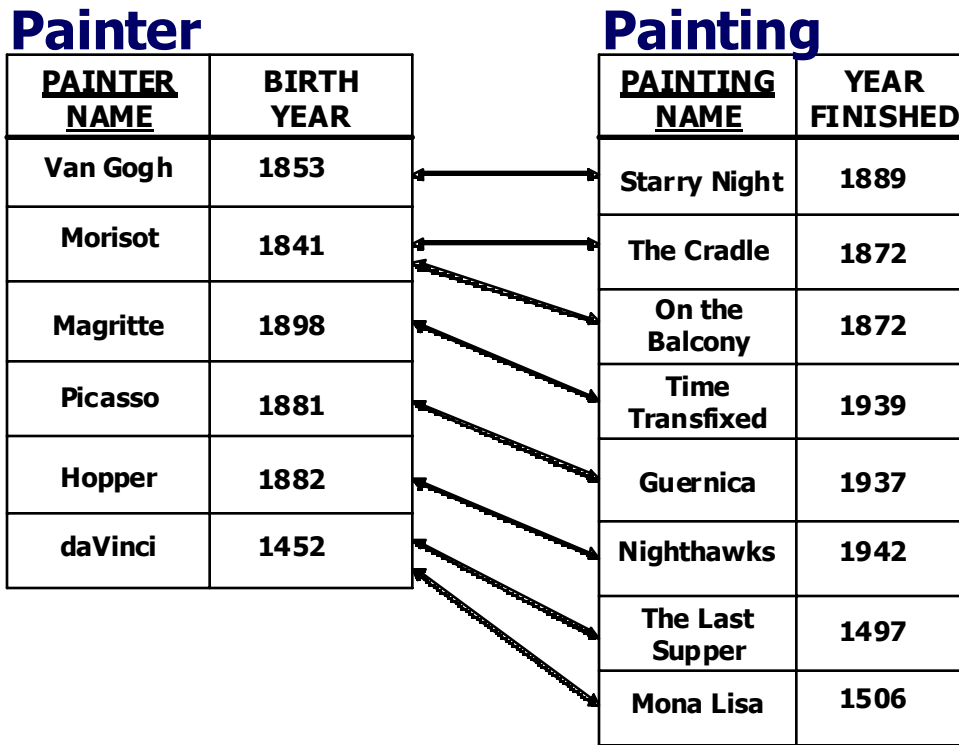 Painter
PAINTER
NAME
BIRTH
YEAR
Van Gogh
1853
Morisot
1841
Magritte
1898
Picasso
1881
Hopper
1882
daVinci
1452
Painting
PAINTING
NAME
YEAR
FINISHED
Starry Night
1889
The Cradle
1872
On the
Balcony
1872
Time
Transfixed
1939
Guernica
1937
Nighthawks
1942
The Last
Supper
1497
Mona Lisa
1506